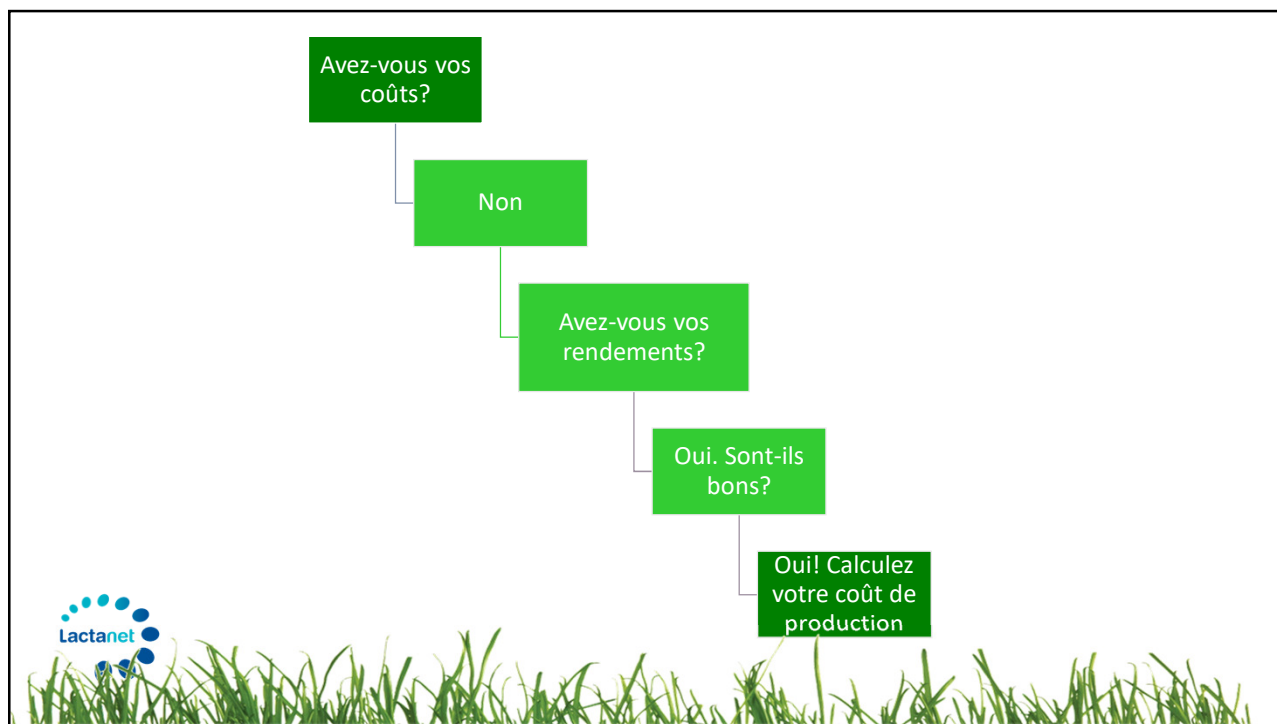 Avez-vous vos
coûts?
Non
Avez-vous vos
rendements?
Oui. Sont-ils
bons?
Oui! Calculez
votre coût de
production
Lactanet